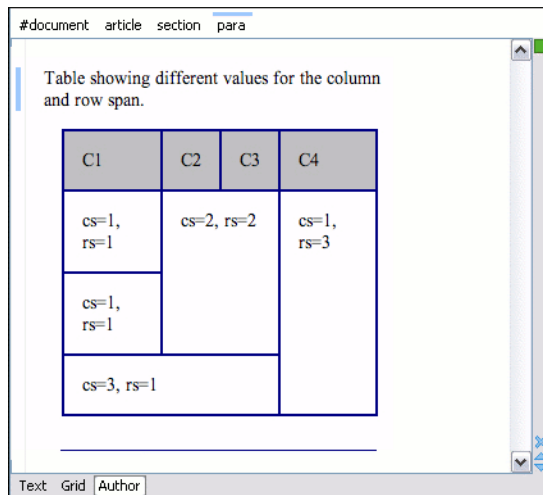 #document article section para
Table showing different values for the column
and row span.
C1 C2 C3 C4
cs=1,
rs=1
cs=2, rs=2
cs=1,
rs=3
cs=1,
rs=1
cs=3, rs=1
Text Grid Author